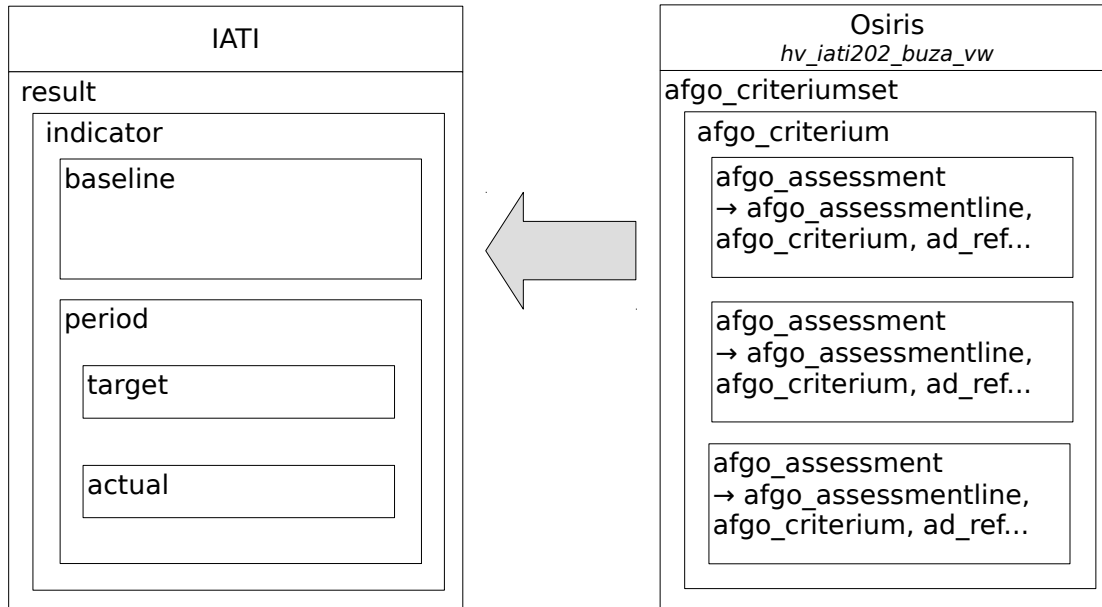 IATI
result
indicator
baseline
period
target
actual
Osiris
hv_iati202_buza_vw
afgo_criteriumset
afgo_criterium
afgo_assessment
→ afgo_assessmentline,
afgo_criterium, ad_ref...
afgo_assessment
→ afgo_assessmentline,
afgo_criterium, ad_ref...
afgo_assessment
→ afgo_assessmentline,
afgo_criterium, ad_ref...